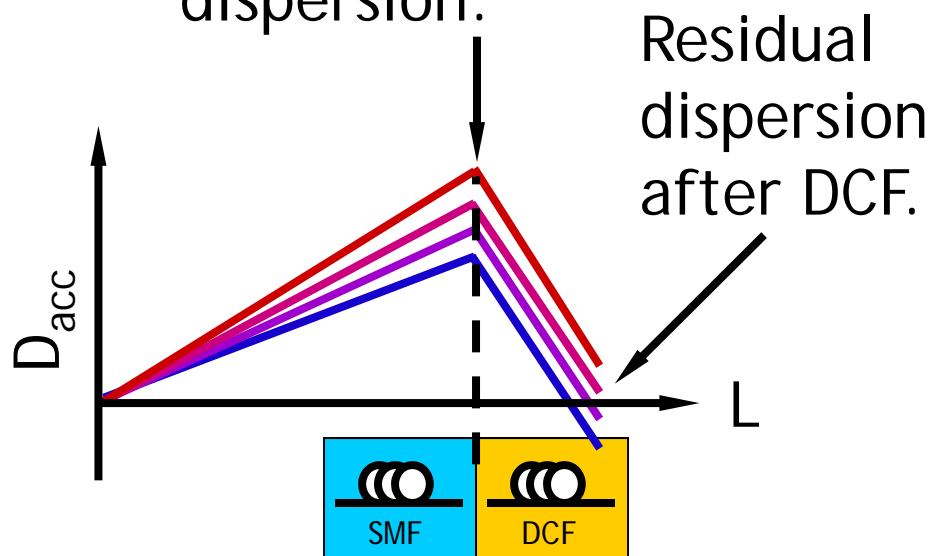 dispersion.
Residual
dispersion
after DCF.
Dacc
L
SMF
DCF